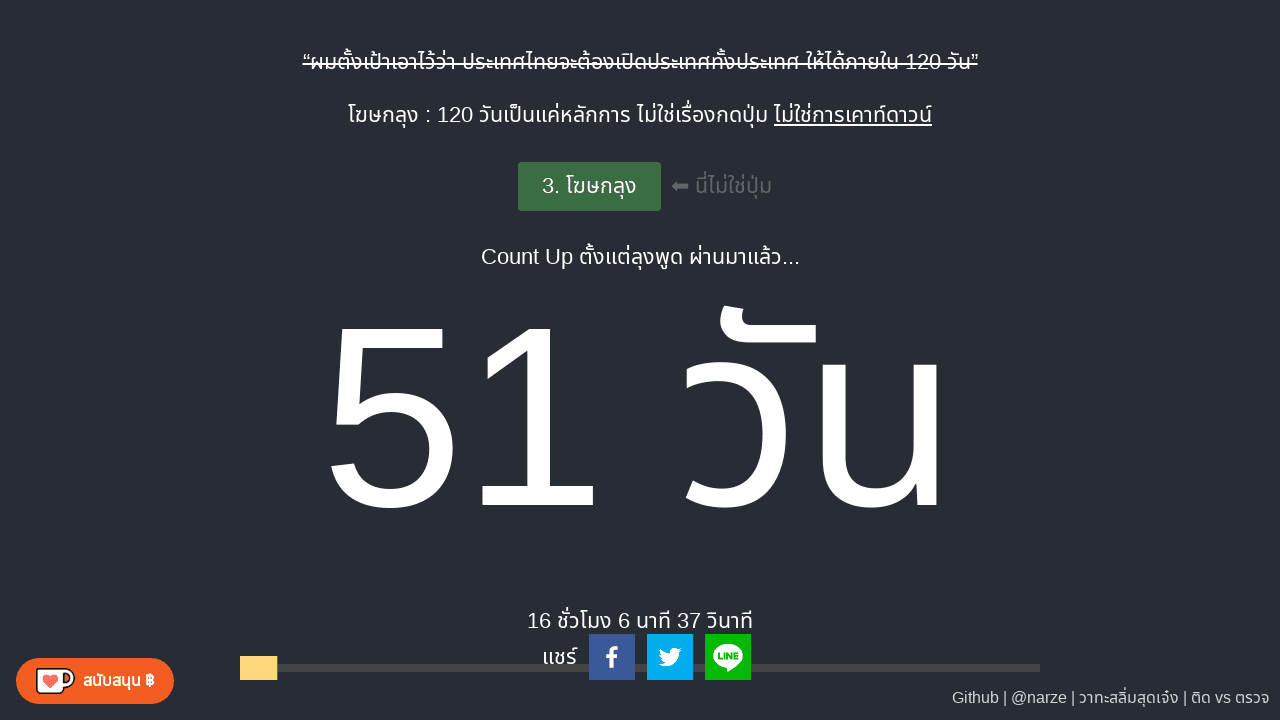 “ผมตั้งเป้าเอาไว้ว่า ประเทศไทยจะต้องเปิดประเทศทั้งประเทศ ให้ได้ภายใน 120 วัน”
โฆษกลุง : 120 วันเป็นแค่หลักการ ไม่ใช่เรื่องกดปุ่ม ไม่ใช่การเคาท์ดาวน์
3. โฆษกลุง ⬅ นี่ไม่ใช่ปุ่ม
Count Up ตั้งแต่ลุงพูด ผ่านมาแล้ว...
51 วัน
16 ชั่วโมง 6 นาที 37 วินาที
แชร์
LINE
สนับสนุน ฿
Github | @narze | วาทะสลิ่มสุดเจ๋ง | ติด vs ตรวจ